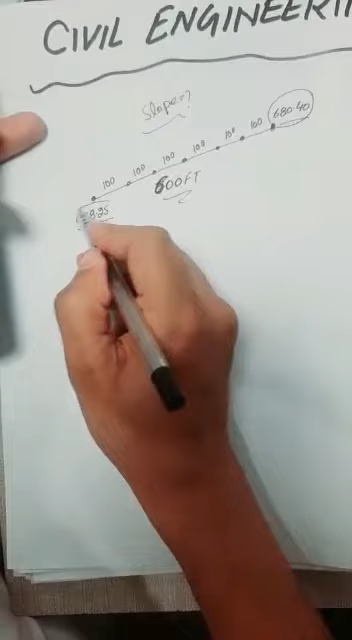 CIVIL ENGINEERI
Slope=?
680.40
100 100 100 100 100 100
600FT